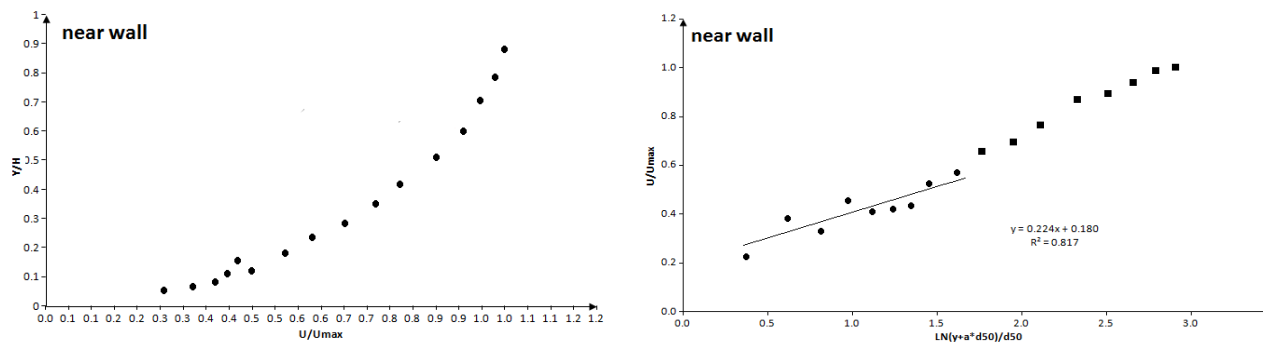 near wall
1
0.9
0.8
0.7
0.6
0.5
0.4
0.3
0.2
0.1
0
Y/H
0.0 0.1 0.1 0.2 0.2 0.3 0.3 0.4 0.4 0.5 0.5 0.6 0.6 0.7 0.7 0.8 0.8 0.9 0.9 1.0 1.0 1.1 1.1 1.2 1.2
U/Umax
near wall
1.2
1.0
0.8
0.6
0.4
0.2
0.0
U/Umax
y = 0.224x + 0.180
R² = 0.817
0.0 0.5 1.0 1.5 2.0 2.5 3.0
LN(y+a*d50)/d50